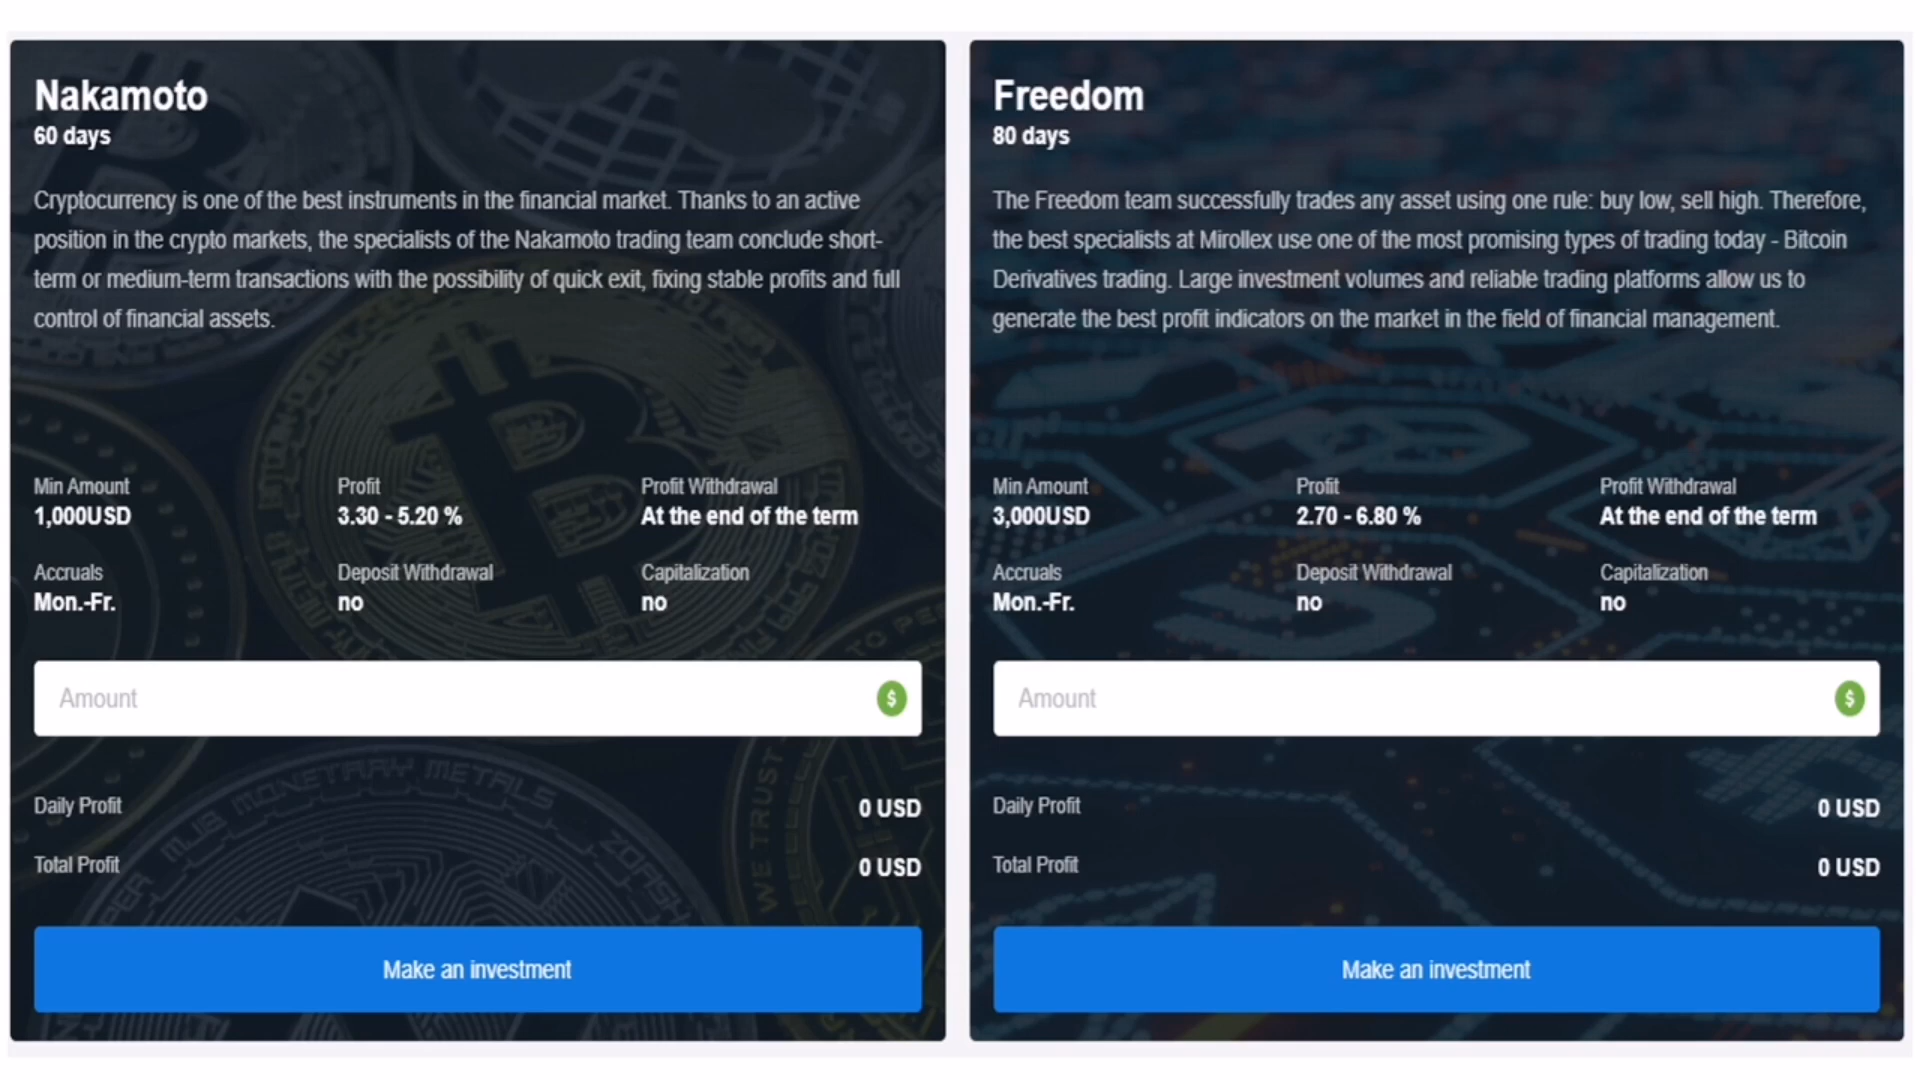 Nakamoto
60 days
Cryptocurrency is one of the best instruments in the financial market. Thanks to an active
position in the crypto markets, the specialists of the Nakamoto trading team conclude short-
term or medium-term transactions with the possibility of quick exit, fixing stable profits and full
control of financial assets.
Min Amount
1,000USD
Profit
3.30 - 5.20 %
Profit Withdrawal
At the end of the term
Accruals
Mon.-Fr.
Deposit Withdrawal
no
Capitalization
no
Amount
$
Daily Profit
0 USD
Total Profit
0 USD
Make an investment
MONETARY METALS
WE TRUST
Freedom
80 days
The Freedom team successfully trades any asset using one rule: buy low, sell high. Therefore,
the best specialists at Mirollex use one of the most promising types of trading today - Bitcoin
Derivatives trading. Large investment volumes and reliable trading platforms allow us to
generate the best profit indicators on the market in the field of financial management.
Min Amount
3,000USD
Profit
2.70 - 6.80 %
Profit Withdrawal
At the end of the term
Accruals
Mon.-Fr.
Deposit Withdrawal
no
Capitalization
no
Amount
$
Daily Profit
0 USD
Total Profit
0 USD
Make an investment